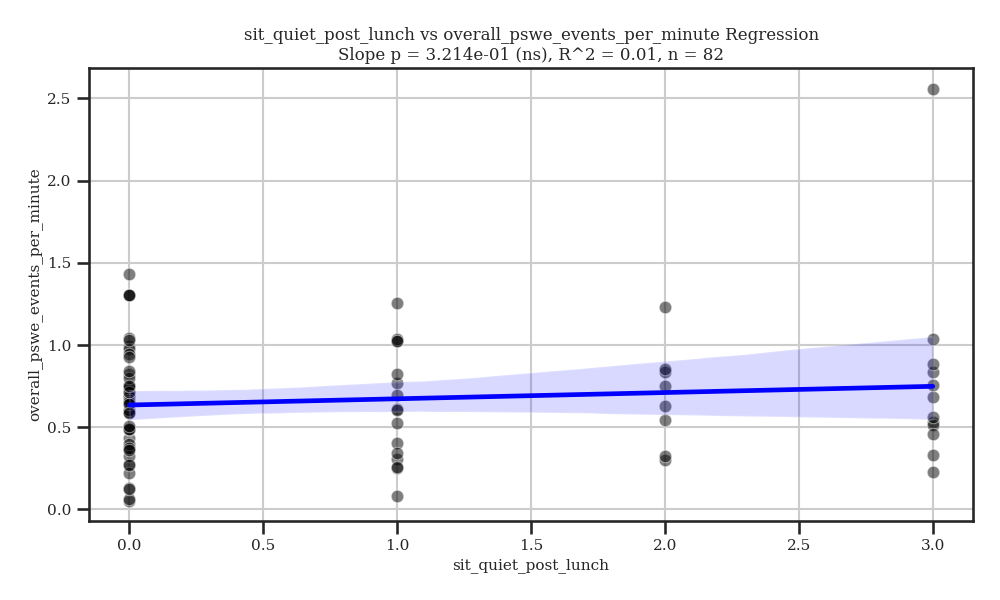 sit_quiet_post_lunch vs overall_pswe_events_per_minute Regression
Slope p = 3.214e-01 (ns), R^2 = 0.01, n = 82
overall_pswe_events_per_minute
2.5
2.0
1.5
1.0
0.5
0.0
0.0 0.5 1.0 1.5 2.0 2.5 3.0
sit_quiet_post_lunch